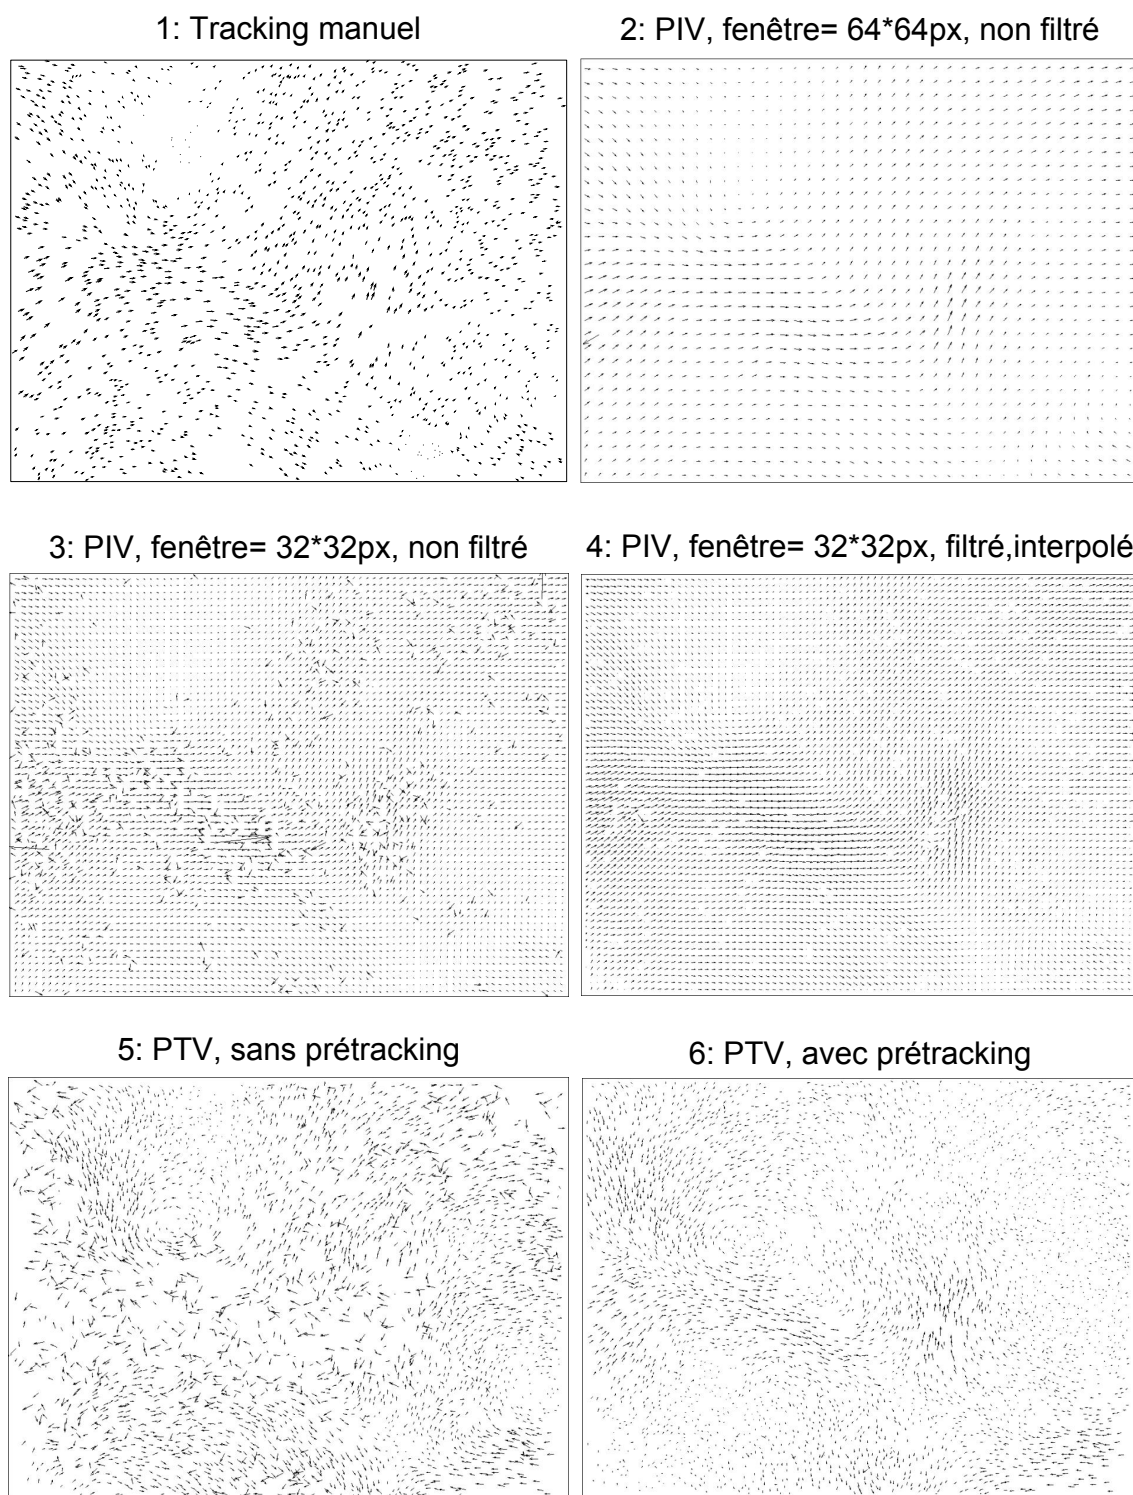 1: Tracking manuel
2: PIV, fenêtre= 64*64px, non filtré
3: PIV, fenêtre= 32*32px, non filtré
4: PIV, fenêtre= 32*32px, filtré,interpolé
5: PTV, sans prétracking
6: PTV, avec prétracking